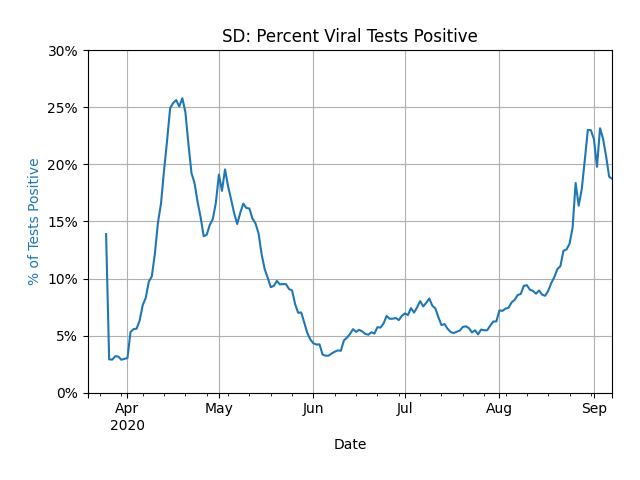 SD: Percent Viral Tests Positive
30%
25%
20%
15%
10%
5%
0%
% of Tests Positive
Apr
2020
May
Jun
Jul
Aug
Sep
Date